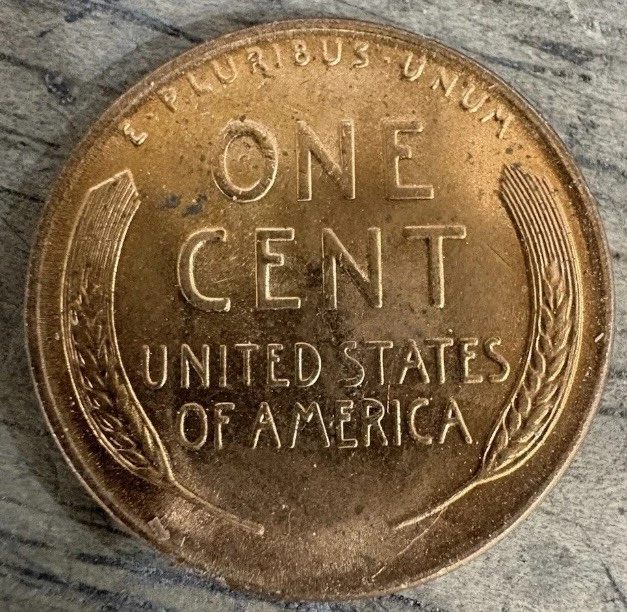 E·PLURIBUS·UNUM
ONE
CENT
UNITED STATES
OF AMERICA